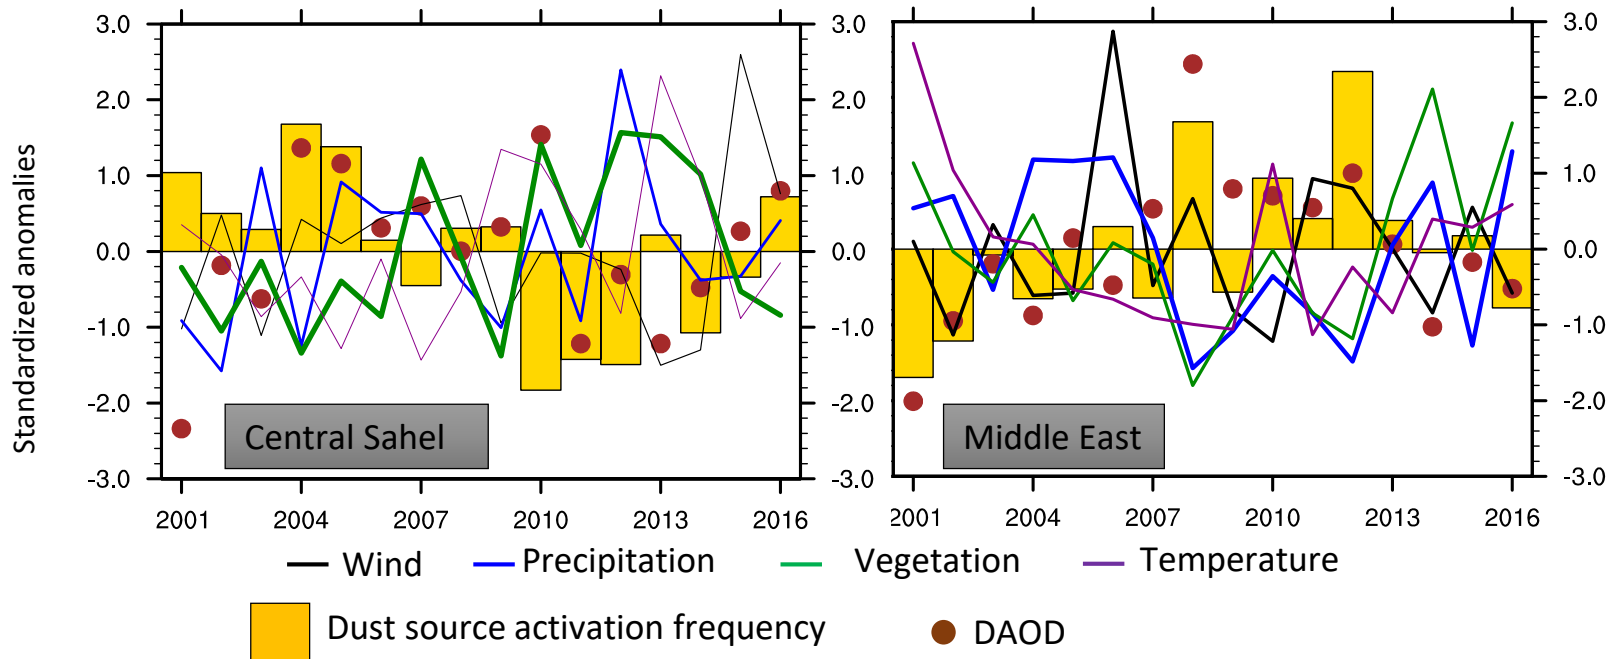 Standardized anomalies
3.0 3.0 3.0
2.0 2.0 2.0
1.0 1.0 1.0
0.0 0.0 0.0
-1.0 -1.0 -1.0
-2.0 -2.0 -2.0
-3.0 -3.0 -3.0
Central Sahel Middle East
2001 2004 2007 2010 2013 2016 2001 2004 2007 2010 2013 2016
Wind Precipitation Vegetation Temperature
Dust source activation frequency DAOD